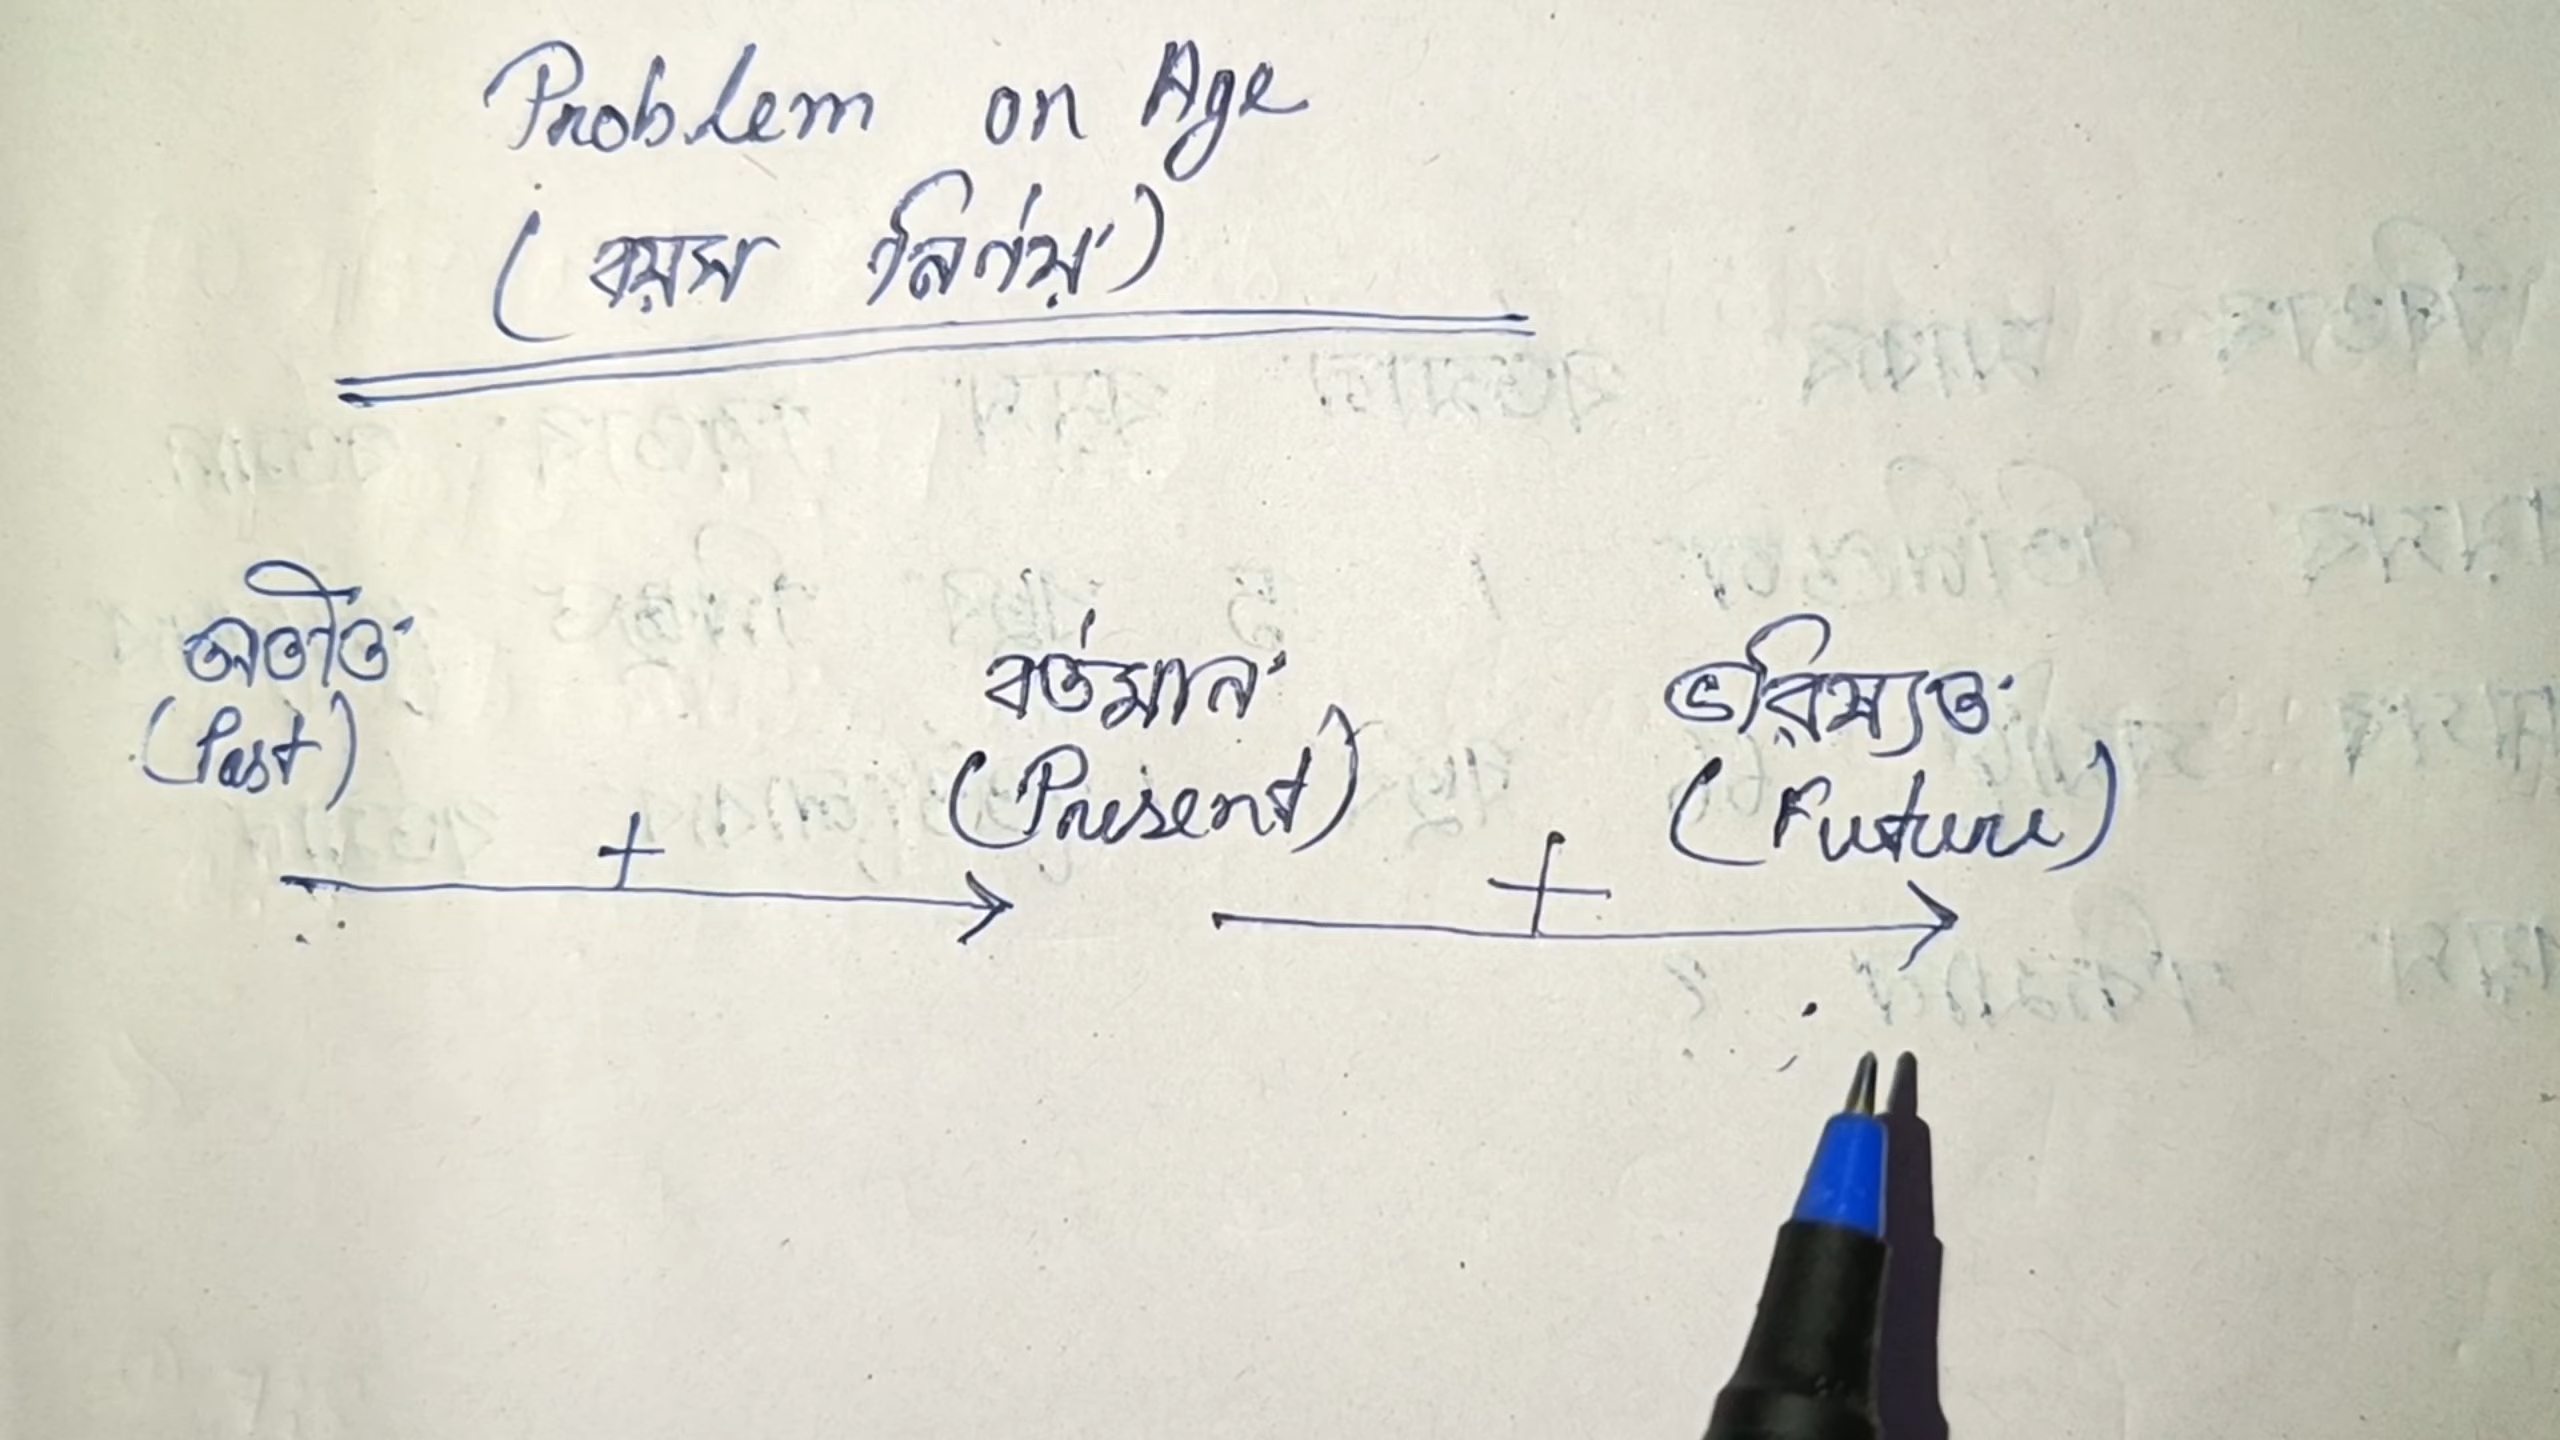 Problem on Age
(বয়স নির্ণয়)
অতীত বর্তমান ভবিষ্যত
(Past) (Present) (Future)
+ +